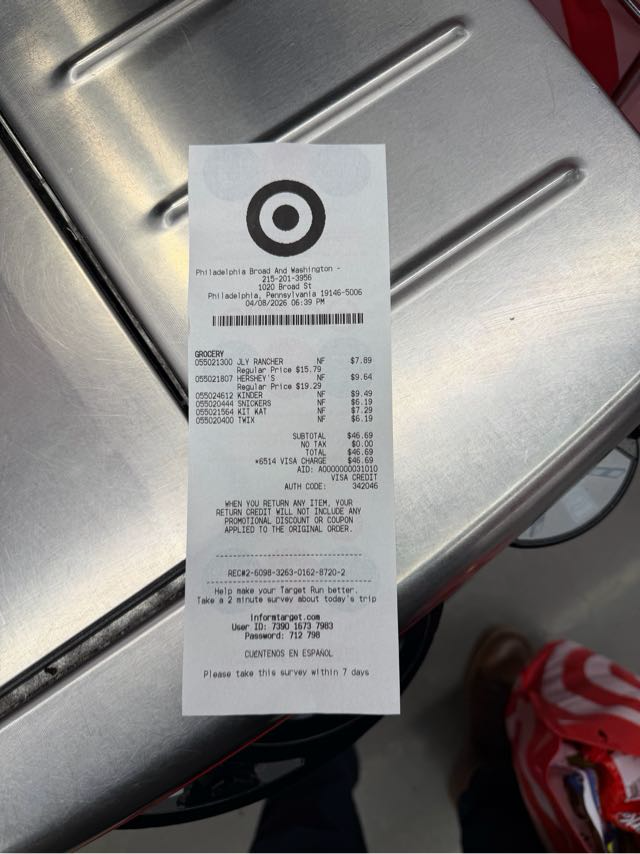 Philadelphia Broad And Washington -
215-201-3956
1020 Broad St
Philadelphia, Pennsylvania 19146-5006
04/08/2026 06:39 PM
GROCERY
055021300 JLY RANCHER NF $7.89
Regular Price $15.79
055021807 HERSHEY'S NF $9.64
Regular Price $19.29
055024612 KINDER NF $9.49
055020444 SNICKERS NF $6.19
055021564 KIT KAT NF $7.29
055020400 TWIX NF $6.19
SUBTOTAL $46.69
NO TAX $0.00
TOTAL $46.69
*6514 VISA CHARGE $46.69
AID: A0000000031010
VISA CREDIT
AUTH CODE: 342046
WHEN YOU RETURN ANY ITEM, YOUR
RETURN CREDIT WILL NOT INCLUDE ANY
PROMOTIONAL DISCOUNT OR COUPON
APPLIED TO THE ORIGINAL ORDER.
REC#2-6098-3263-0162-8720-2
Help make your Target Run better.
Take a 2 minute survey about today's trip
informtarget.com
User ID: 7390 1673 7983
Password: 712 798
CUÉNTENOS EN ESPAÑOL
Please take this survey within 7 days